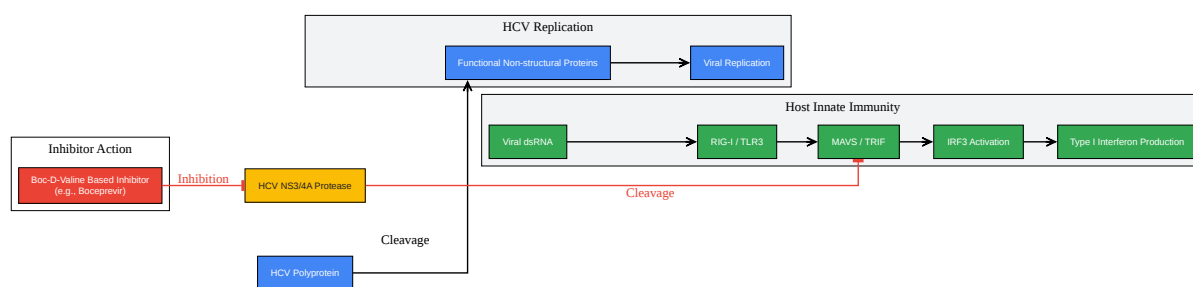 HCV Replication
Functional Non-structural Proteins
Viral Replication
Host Innate Immunity
Viral dsRNA
RIG-I / TLR3
MAVS / TRIF
IRF3 Activation
Type I Interferon Production
Inhibitor Action
Boc-D-Valine Based Inhibitor
(e.g., Boceprevir)
Inhibition
HCV NS3/4A Protease
Cleavage
Cleavage
HCV Polyprotein